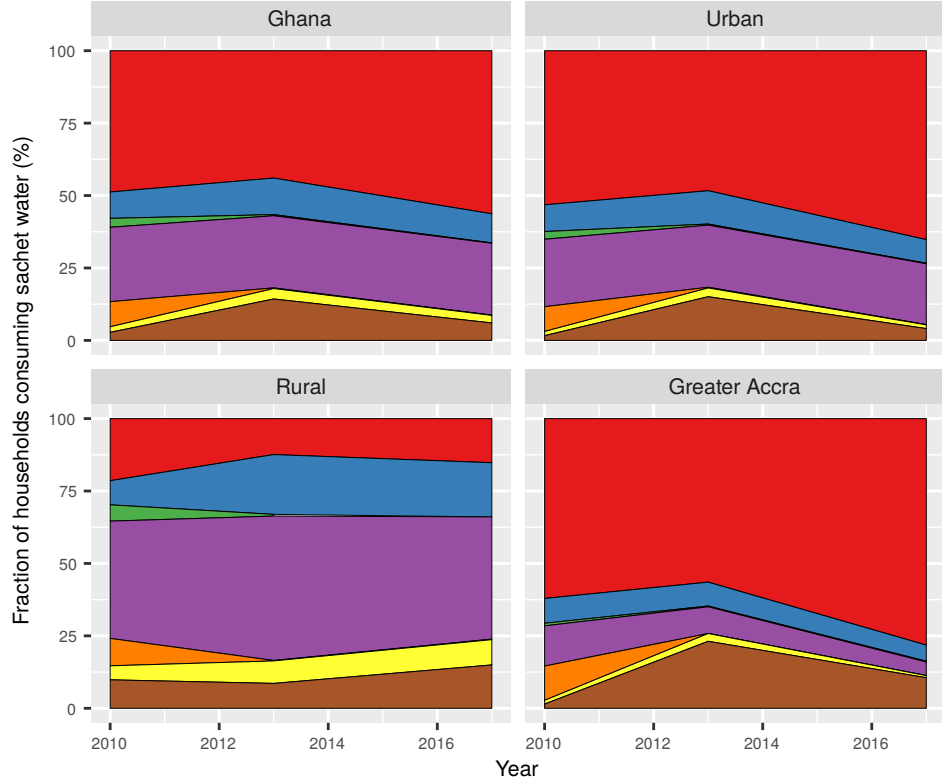 Ghana
Urban
100
75
50
25
0
Fraction of households consuming sachet water (%)
Rural
Greater Accra
100
75
50
25
0
2010 2012 2014 2016
2010 2012 2014 2016
Year